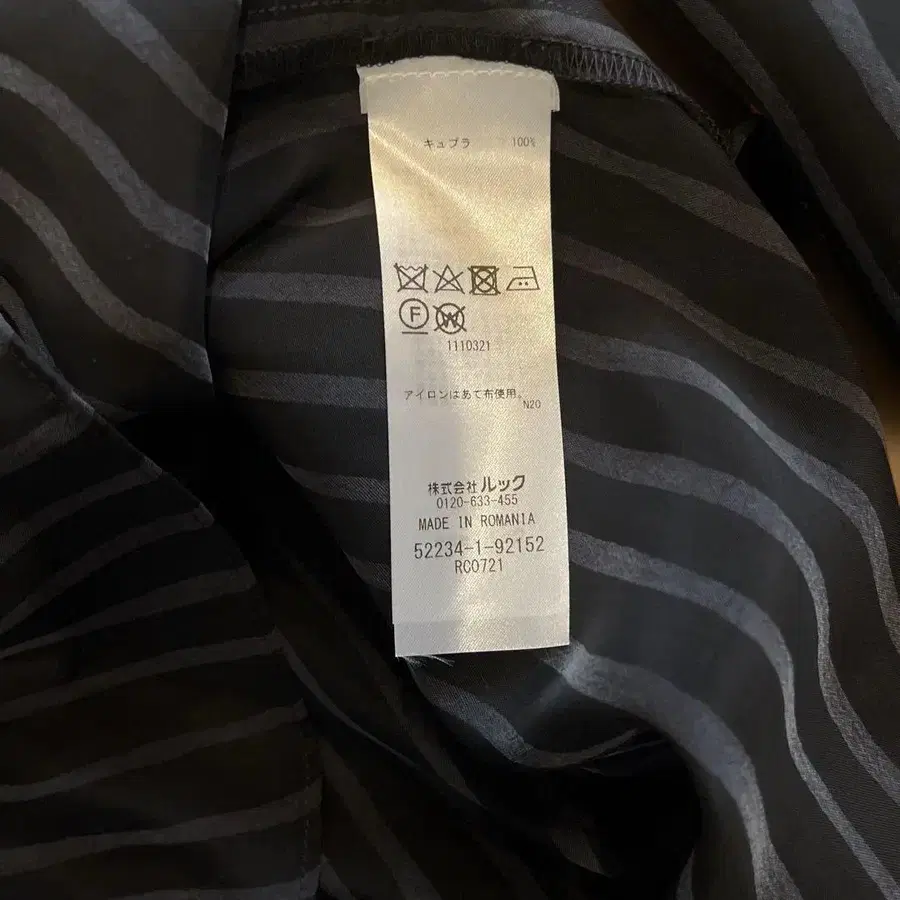 キュプラ 100%
F
W
1110321
アイロンはあて布使用。
N20
株式会社 ルック
0120-633-455
MADE IN ROMANIA
52234-1-92152
RC0721